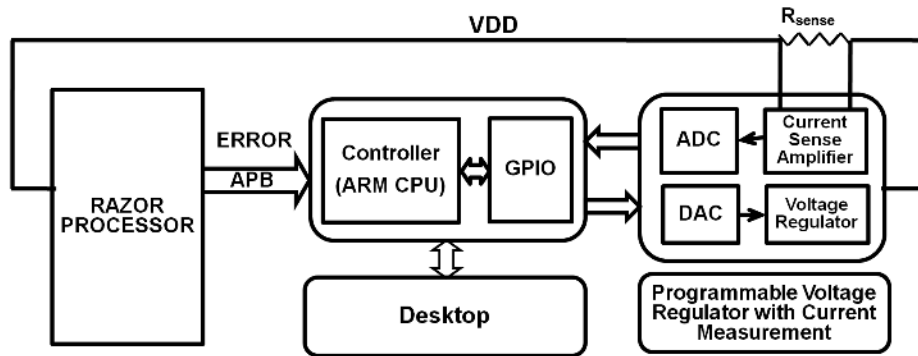 VDD
Rsense
RAZOR
PROCESSOR
ERROR
APB
Controller
(ARM CPU)
GPIO
ADC
Current
Sense
Amplifier
DAC
Voltage
Regulator
Desktop
Programmable Voltage
Regulator with Current
Measurement